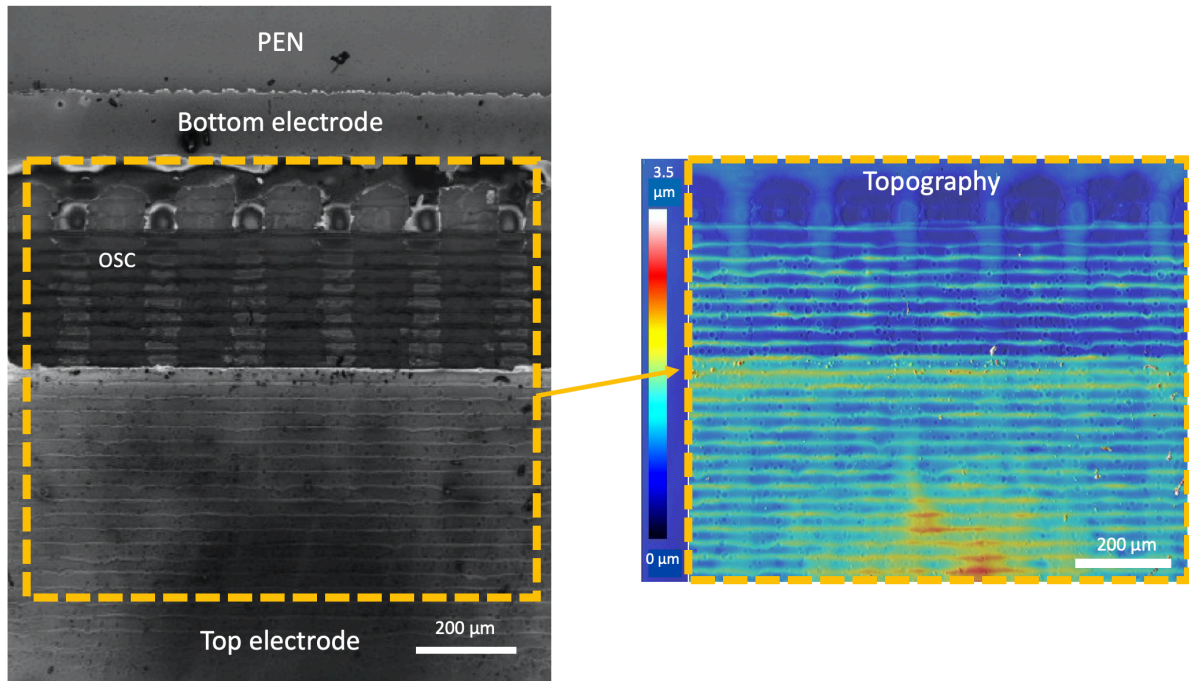 PEN
Bottom electrode
OSC
Top electrode
200 µm
3.5
µm
Topography
0 µm
200 µm